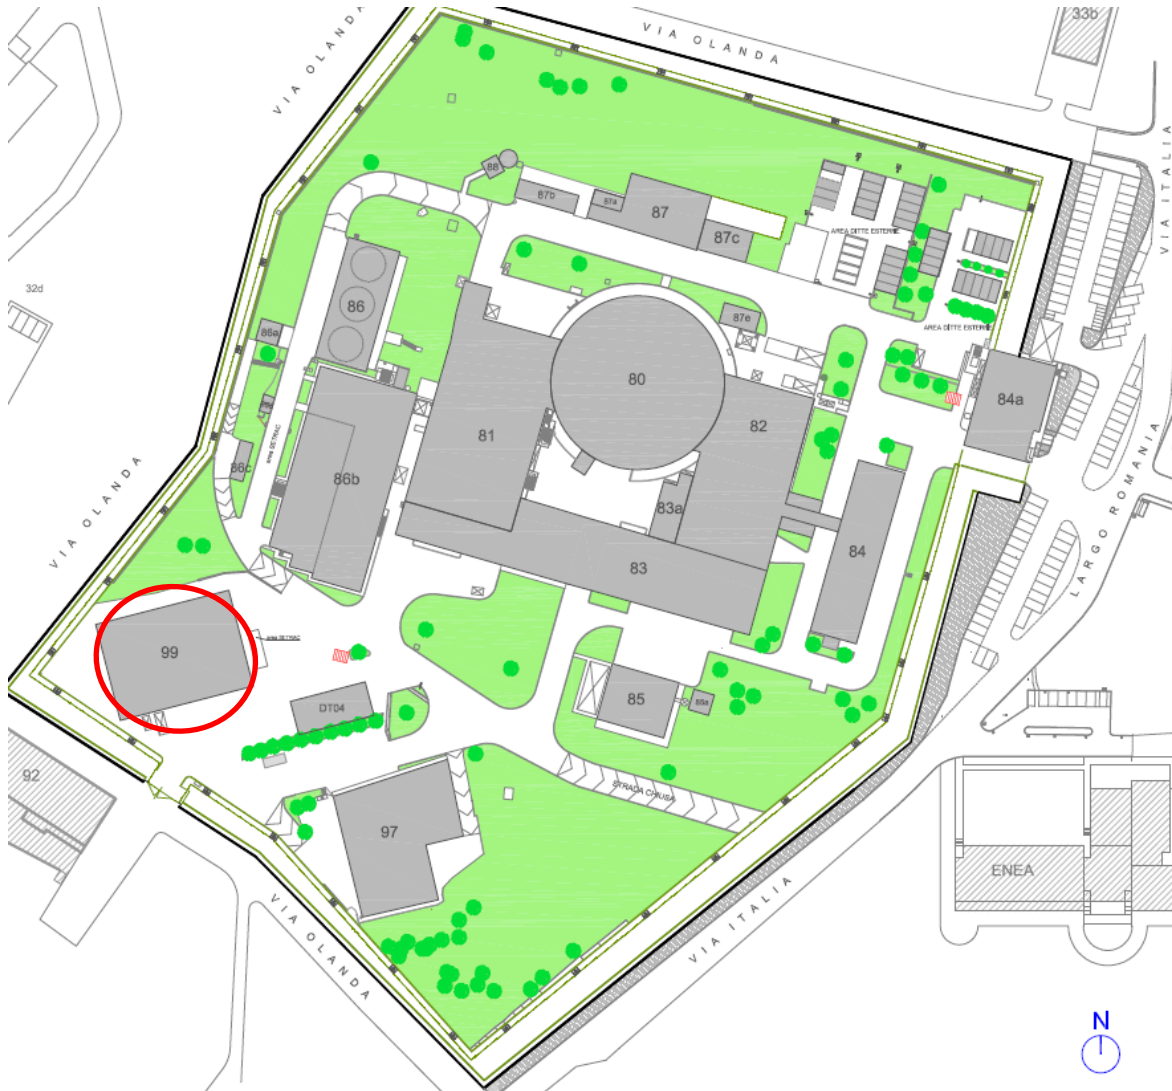 VIA OLANDA
VIA OLANDA
33b
VIA ITALIA
88
87b
87a
87
87c
AREA DITTE ESTERNE
32d
86
87e
AREA DITTE ESTERNE
86a
80
84a
81
82
86c
86b
83a
VIA OLANDA
83
84
LARGO ROMANIA
99
area SETRAC
DT04
85
92
STRADA CHIUSA
97
ENEA
VIA ITALIA
VIA OLANDA
N